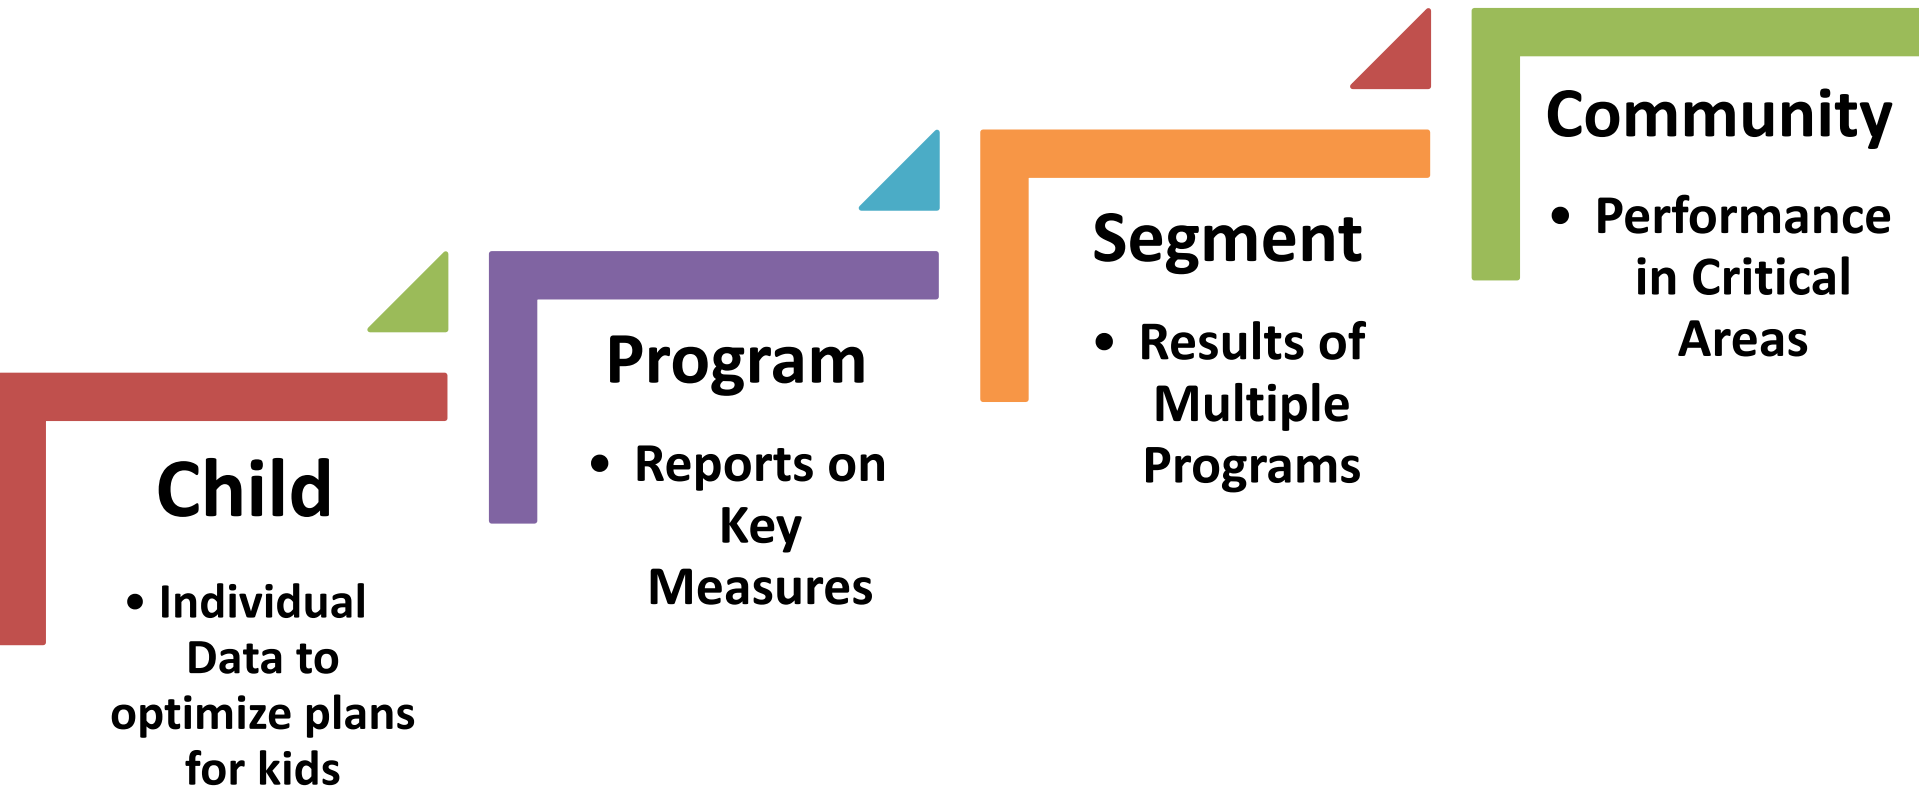 Child
• Individual
Data to
optimize plans
for kids
Program
• Reports on
Key
Measures
Segment
• Results of
Multiple
Programs
Community
• Performance
in Critical
Areas